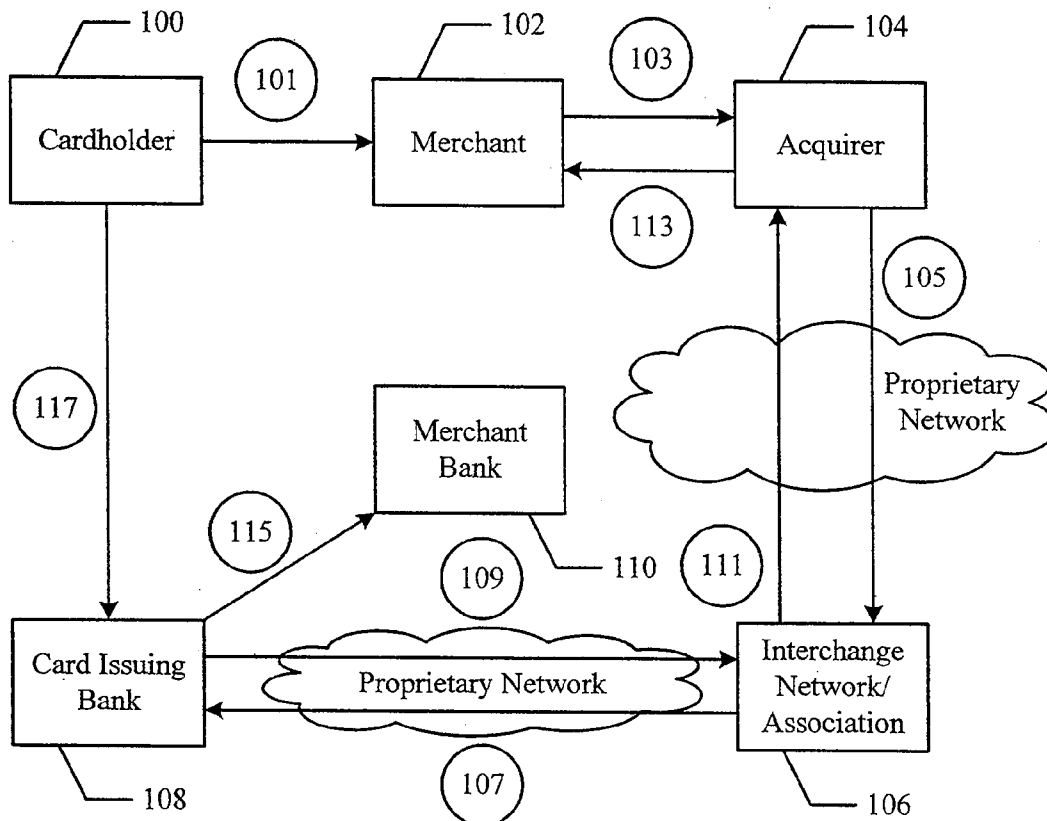 100
102
104
101
103
Cardholder
Merchant
Acquirer
113
105
Proprietary
Network
117
Merchant
Bank
115
110
109
111
Card Issuing
Bank
Proprietary Network
Interchange
Network/
Association
107
108
106